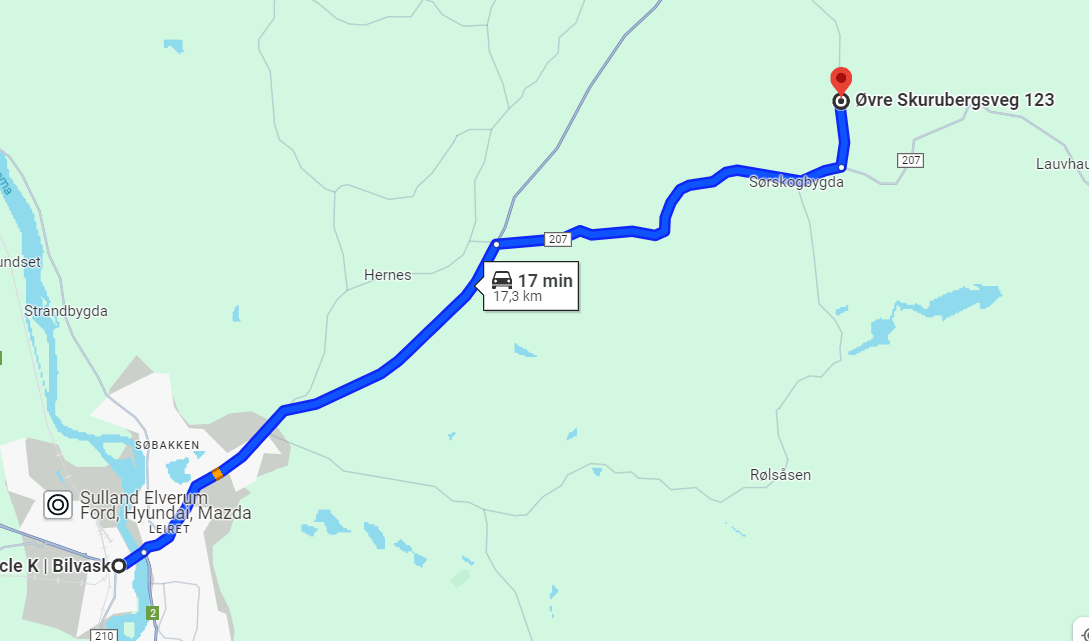 Øvre Skurubergsveg 123
207
Lauvhau
Sørskogbygda
207
undset
Hernes
17 min
17,3 km
Strandbygda
SØBAKKEN
Rølsåsen
Sulland Elverum
Ford, Hyundai, Mazda
LEIRET
cle K | Bilvask
2
210